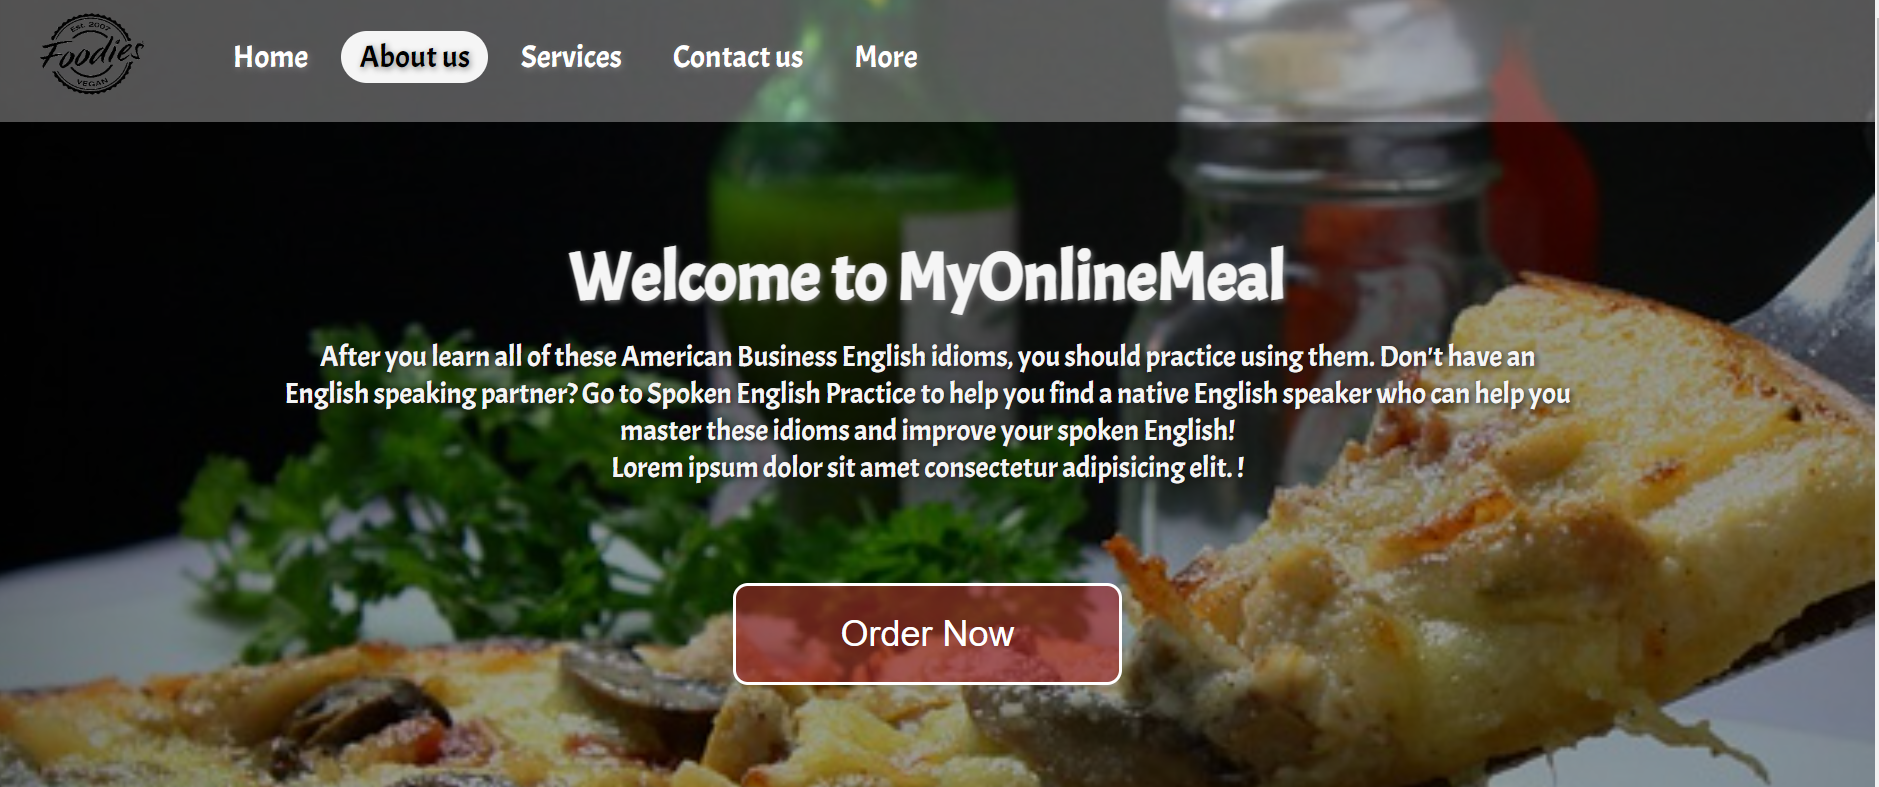 Est. 2007
Foodies
VEGAN
Home About us Services Contact us More
Welcome to MyOnlineMeal
After you learn all of these American Business English idioms, you should practice using them. Don't have an
English speaking partner? Go to Spoken English Practice to help you find a native English speaker who can help you
master these idioms and improve your spoken English!
Lorem ipsum dolor sit amet consectetur adipisicing elit. !
Order Now